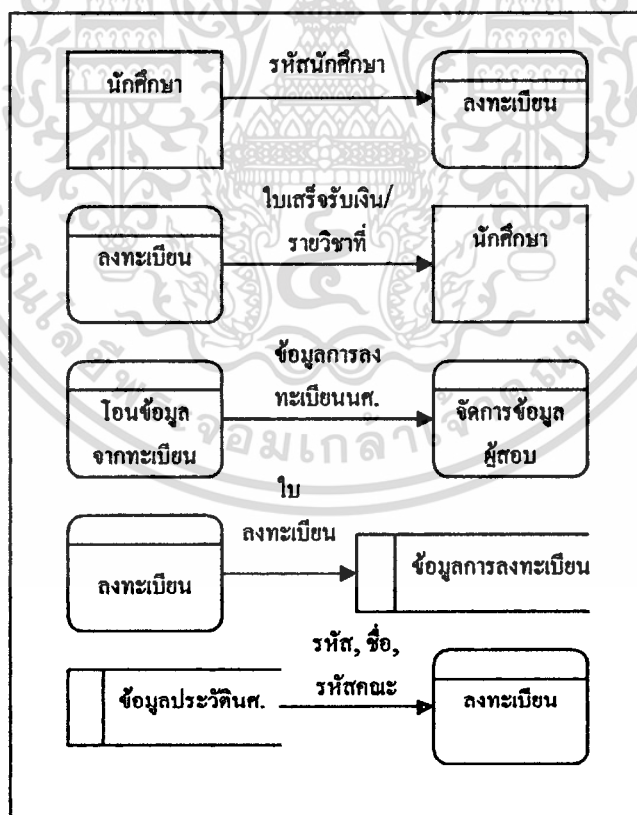 นักศึกษา
รหัสนักศึกษา
ลงทะเบียน
ลงทะเบียน
ใบเสร็จรับเงิน/
รายวิชาที่
นักศึกษา
โอนข้อมูล
จากทะเบียน
ข้อมูลการลง
ทะเบียนนศ.
จัดการข้อมูล
ผู้สอบ
ลงทะเบียน
ใบ
ลงทะเบียน
ข้อมูลการลงทะเบียน
ข้อมูลประวัตินศ.
รหัส, ชื่อ,
รหัสคณะ
ลงทะเบียน